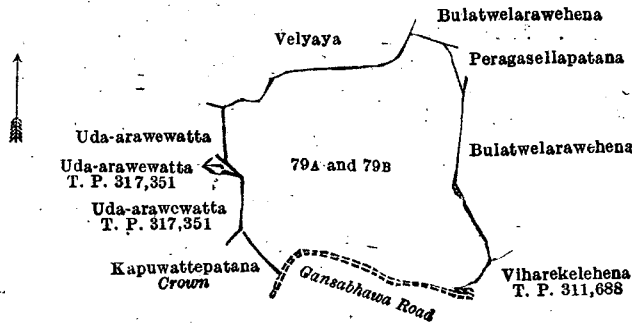 Bulatwelarawehena
Velyaya
Peragasellapatana
Uda-arawewatta
Bulatwelarawehena
79A and 79B
Uda-arawewatta
T. P. 317,351
Uda-arawewatta
T. P. 317,351
Kapuwattepatana
Crown
Gansabhawa Road
Viharekelehena
T. P. 311,688